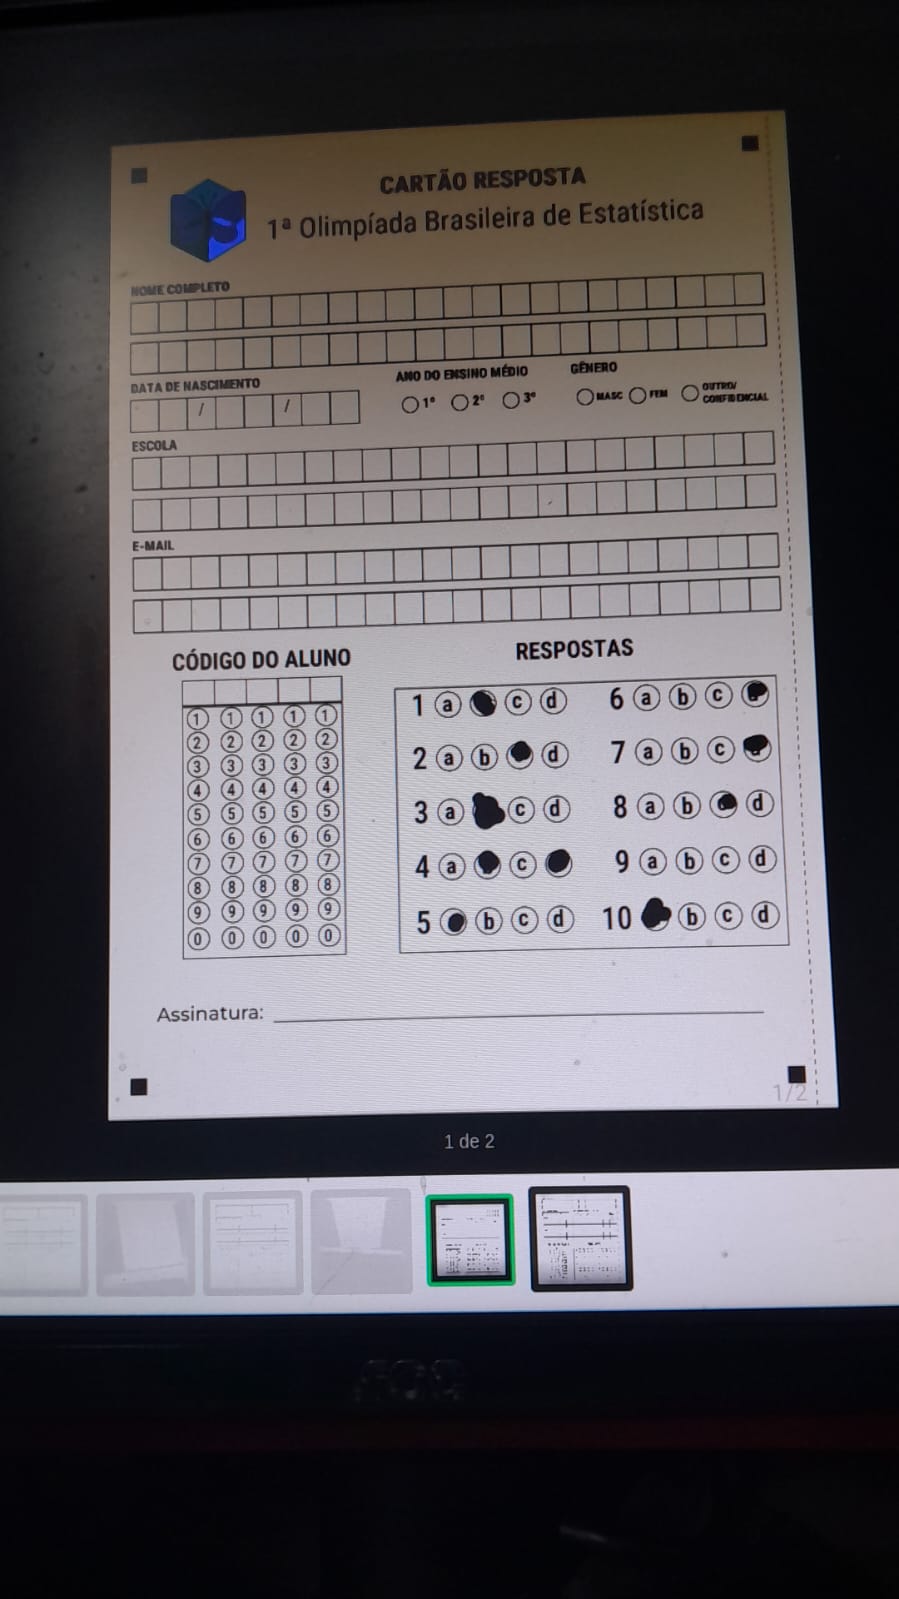 CARTÃO RESPOSTA
1ª Olimpíada Brasileira de Estatística
NOME COMPLETO
DATA DE NASCIMENTO ANO DO ENSINO MÉDIO GÊNERO
/ / 1º 2º 3º MASC FEM OUTRO/
CONFIDENCIAL
ESCOLA
E-MAIL
CÓDIGO DO ALUNO
1 1 1 1 1
2 2 2 2 2
3 3 3 3 3
4 4 4 4 4
5 5 5 5 5
6 6 6 6 6
7 7 7 7 7
8 8 8 8 8
9 9 9 9 9
0 0 0 0 0
RESPOSTAS
1 a c d 6 a b c
2 a b d 7 a b c
3 a c d 8 a b d
4 a c 9 a b c d
5 b c d 10 b c d
Assinatura:
1/2
1 de 2